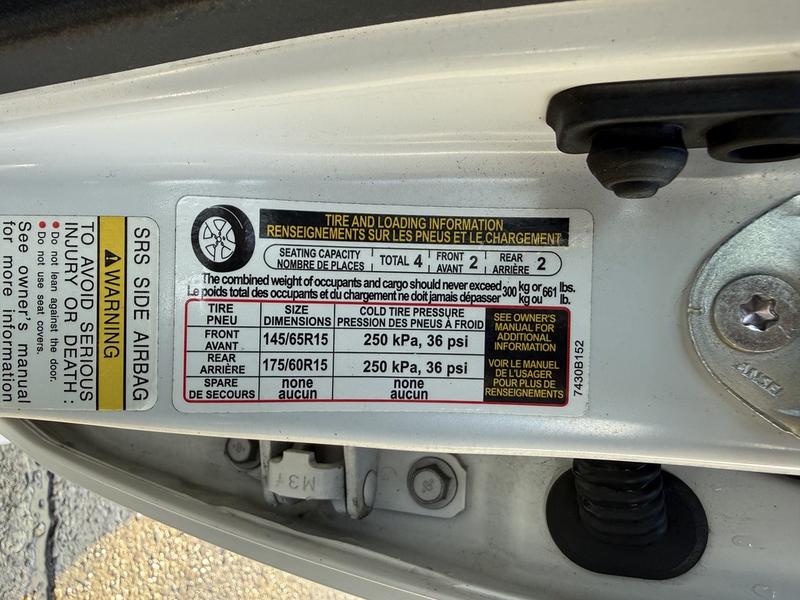 SRS SIDE AIRBAG
⚠WARNING
TO AVOID SERIOUS
INJURY OR DEATH:
● Do not lean against the door.
● Do not use seat covers.
See owner's manual
for more information
TIRE AND LOADING INFORMATION
RENSEIGNEMENTS SUR LES PNEUS ET LE CHARGEMENT
SEATING CAPACITY
NOMBRE DE PLACES
TOTAL 4
FRONT
AVANT 2
REAR
ARRIÈRE 2
The combined weight of occupants and cargo should never exceed 300 kg or 661 lbs.
Le poids total des occupants et du chargement ne doit jamais dépasser kg ou lb.
TIRE
PNEU
SIZE
DIMENSIONS
COLD TIRE PRESSURE
PRESSION DES PNEUS À FROID
FRONT
AVANT
145/65R15
250 kPa, 36 psi
REAR
ARRIÈRE
175/60R15
250 kPa, 36 psi
SPARE
DE SECOURS
none
aucun
none
aucun
SEE OWNER'S
MANUAL FOR
ADDITIONAL
INFORMATION
VOIR LE MANUEL
DE L'USAGER
POUR PLUS DE
RENSEIGNEMENTS
7430B152
M3